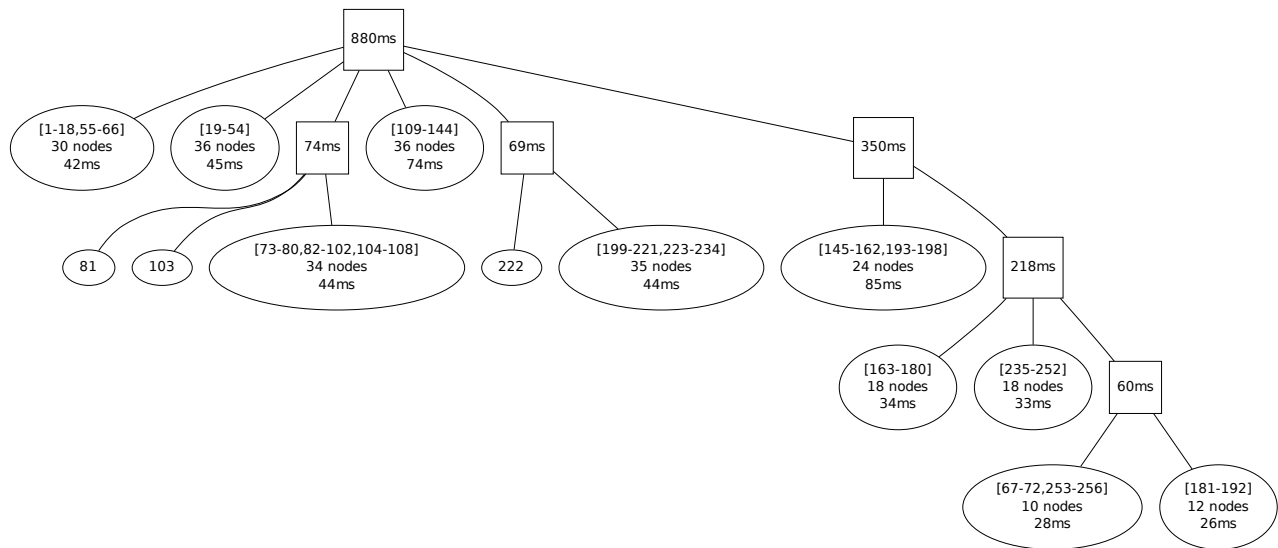 880ms
[1-18,55-66]
30 nodes
42ms
[19-54]
36 nodes
45ms
74ms
[109-144]
36 nodes
74ms
69ms
350ms
81
103
[73-80,82-102,104-108]
34 nodes
44ms
222
[199-221,223-234]
35 nodes
44ms
[145-162,193-198]
24 nodes
85ms
218ms
[163-180]
18 nodes
34ms
[235-252]
18 nodes
33ms
60ms
[67-72,253-256]
10 nodes
28ms
[181-192]
12 nodes
26ms